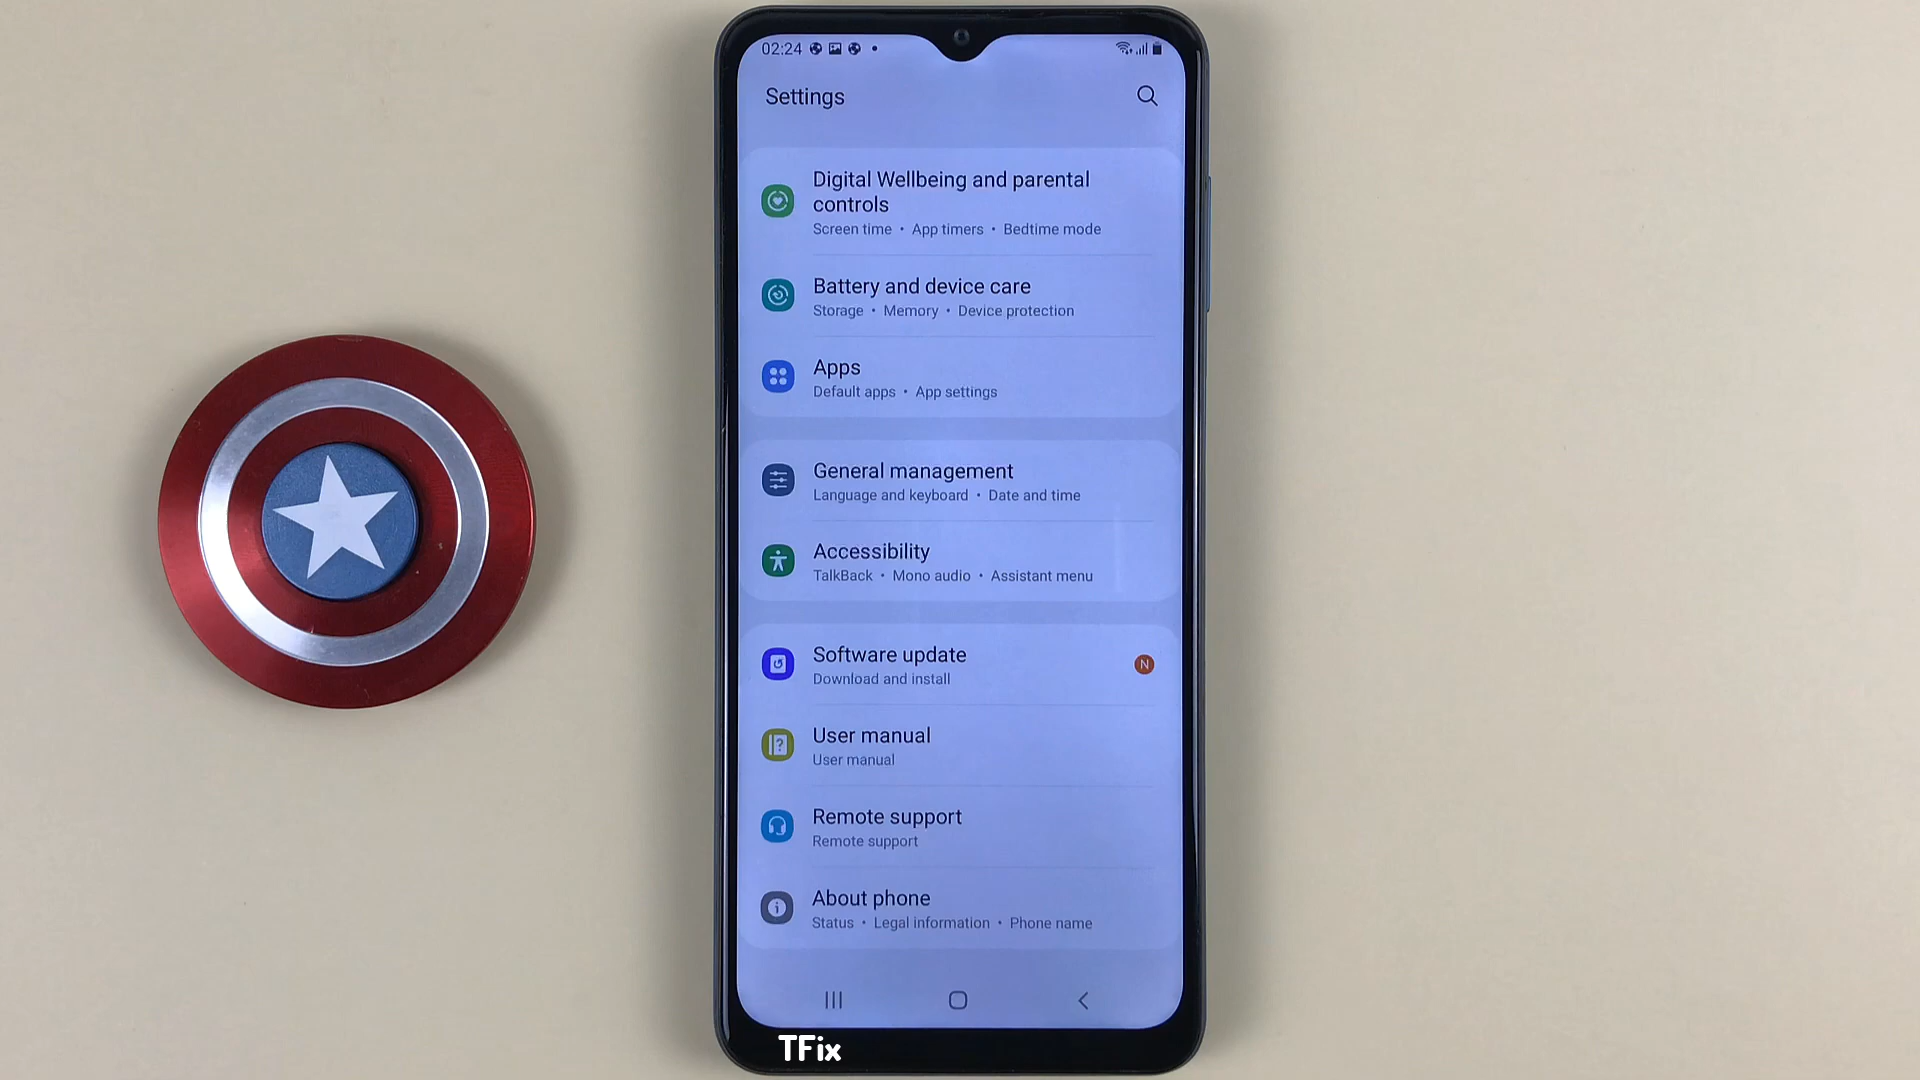 02:24
Settings
Digital Wellbeing and parental
controls
Screen time • App timers • Bedtime mode
Battery and device care
Storage • Memory • Device protection
Apps
Default apps • App settings
General management
Language and keyboard • Date and time
Accessibility
TalkBack • Mono audio • Assistant menu
Software update
N
Download and install
User manual
User manual
Remote support
Remote support
About phone
Status • Legal information • Phone name
TFix